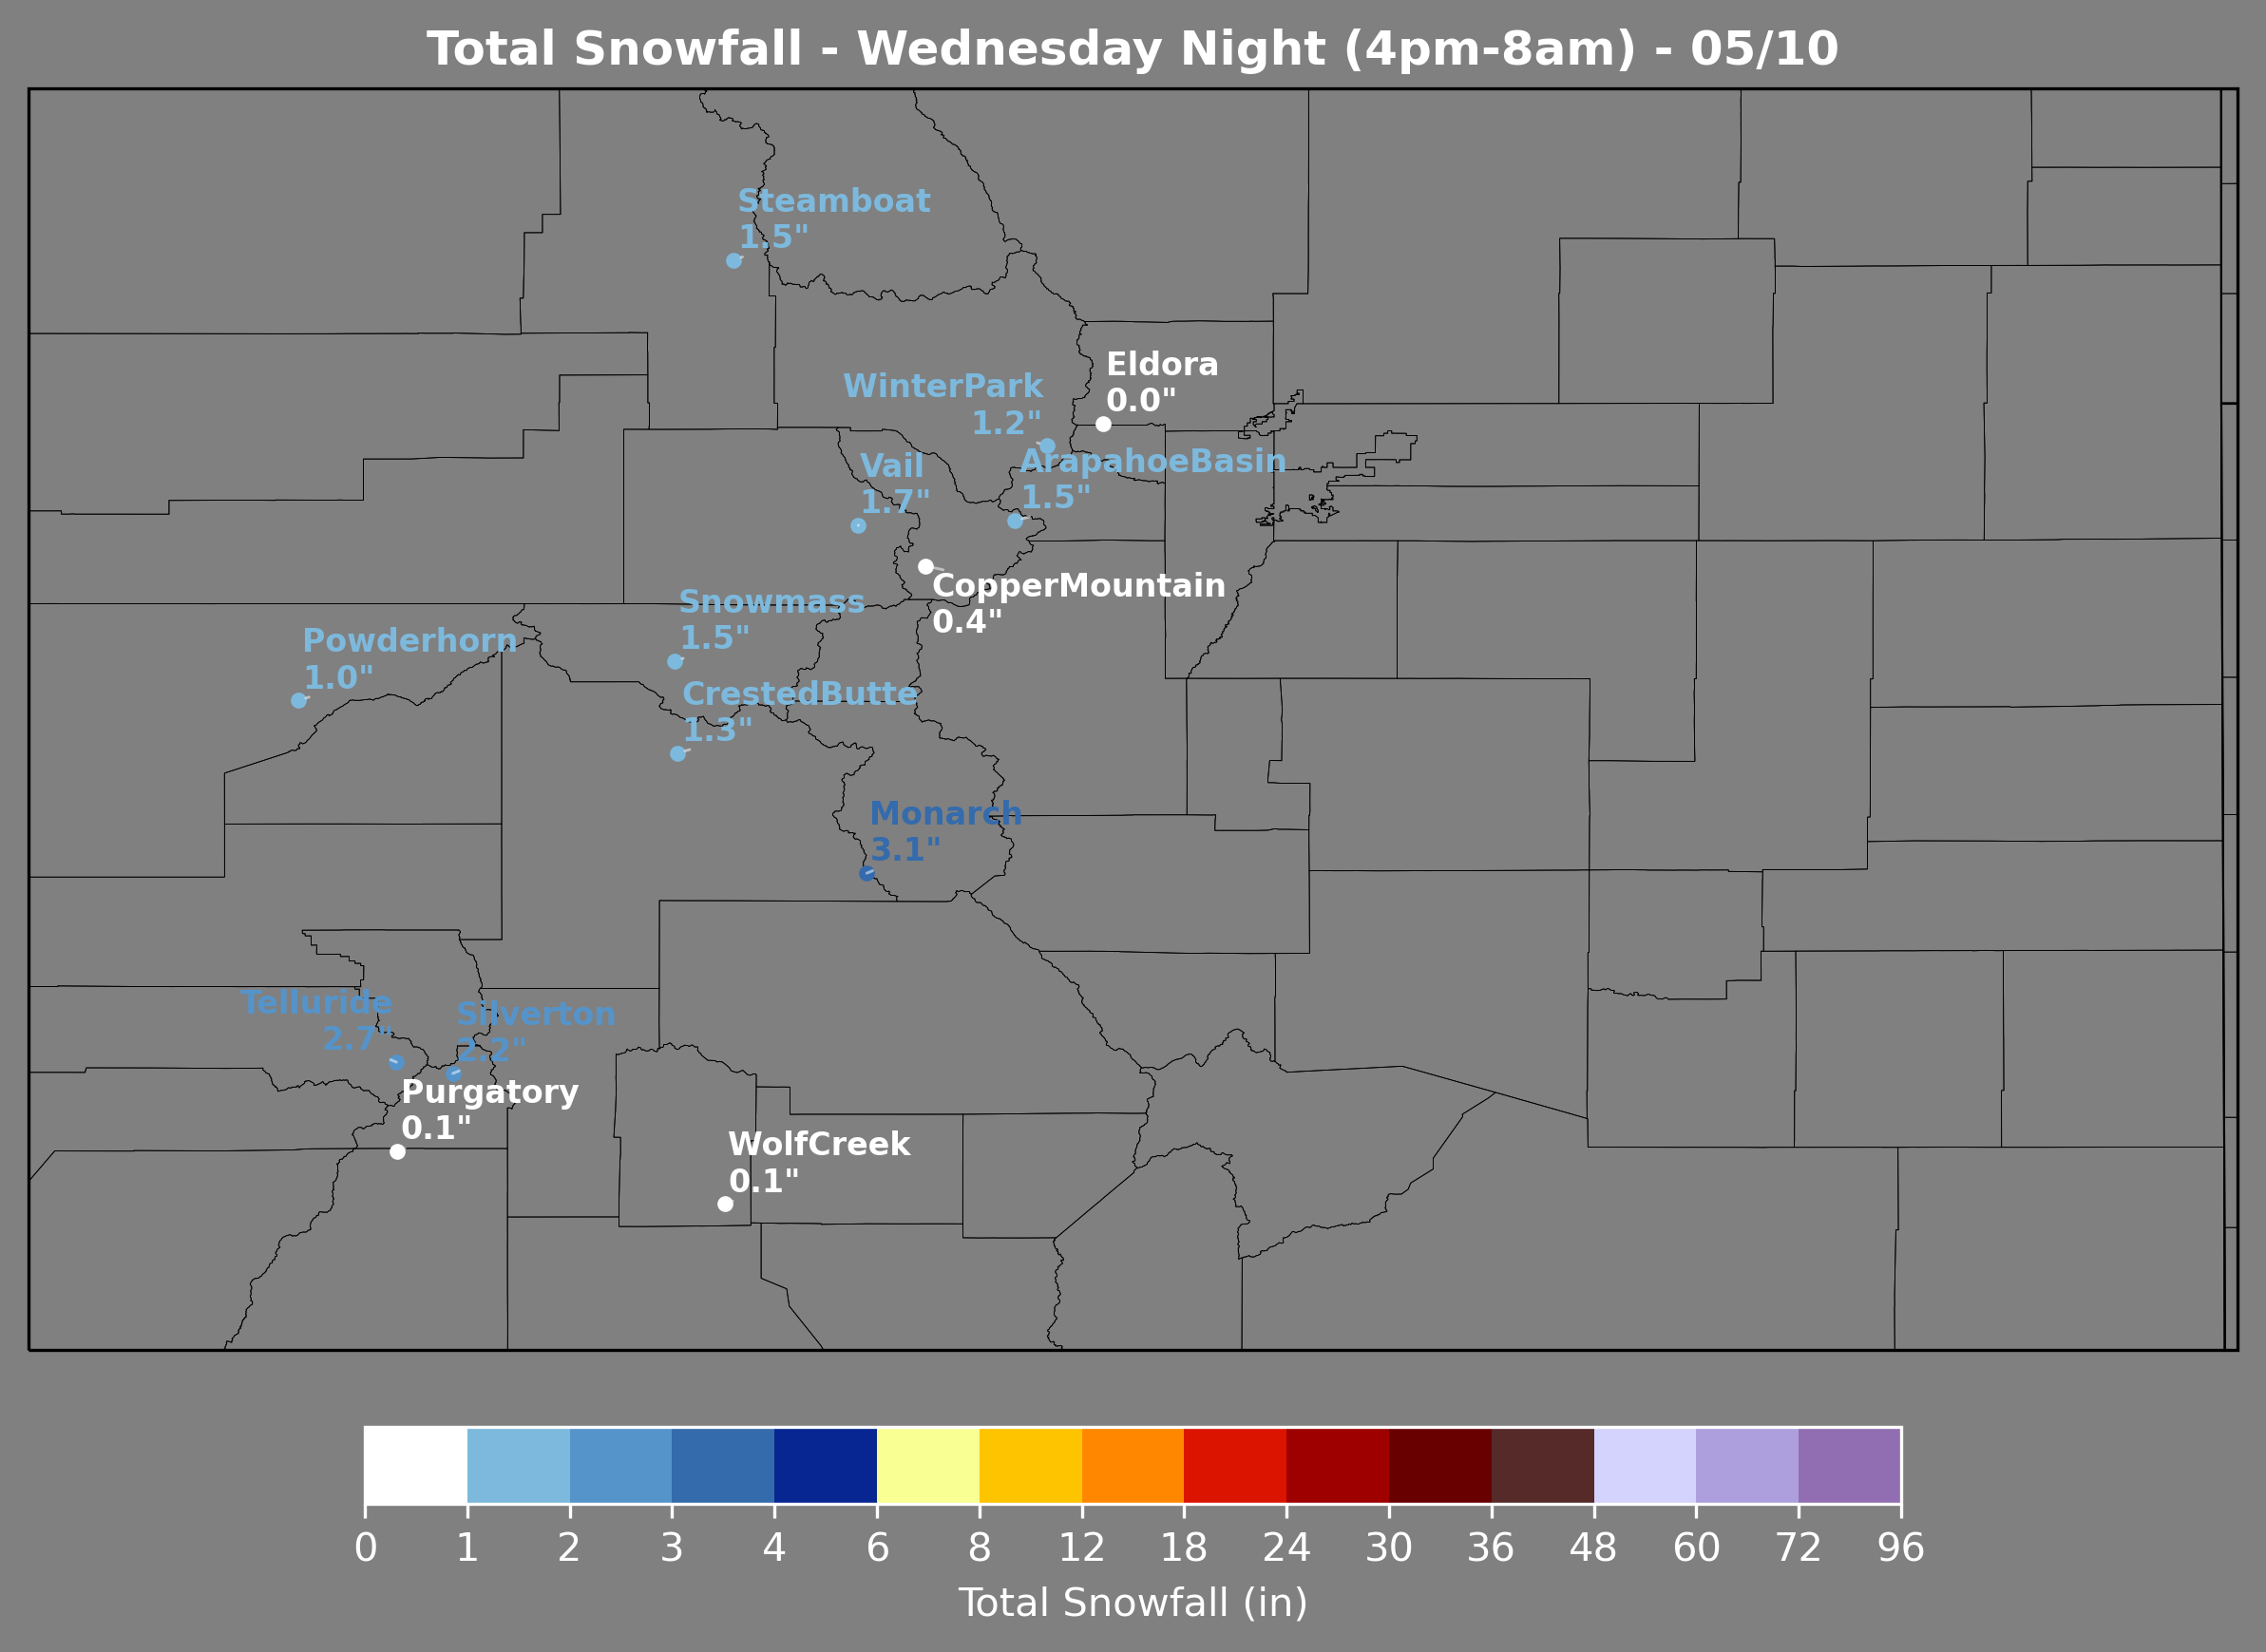 Total Snowfall - Wednesday Night (4pm-8am) - 05/10
Steamboat
1.5"
Eldora
0.0"
WinterPark
1.2"
ArapahoeBasin
1.5"
Vail
1.7"
CopperMountain
0.4"
Snowmass
1.5"
Powderhorn
1.0"
CrestedButte
1.3"
Monarch
3.1"
Telluride
2.7"
Silverton
2.2"
Purgatory
0.1"
WolfCreek
0.1"
0 1 2 3 4 6 8 12 18 24 30 36 48 60 72 96
Total Snowfall (in)